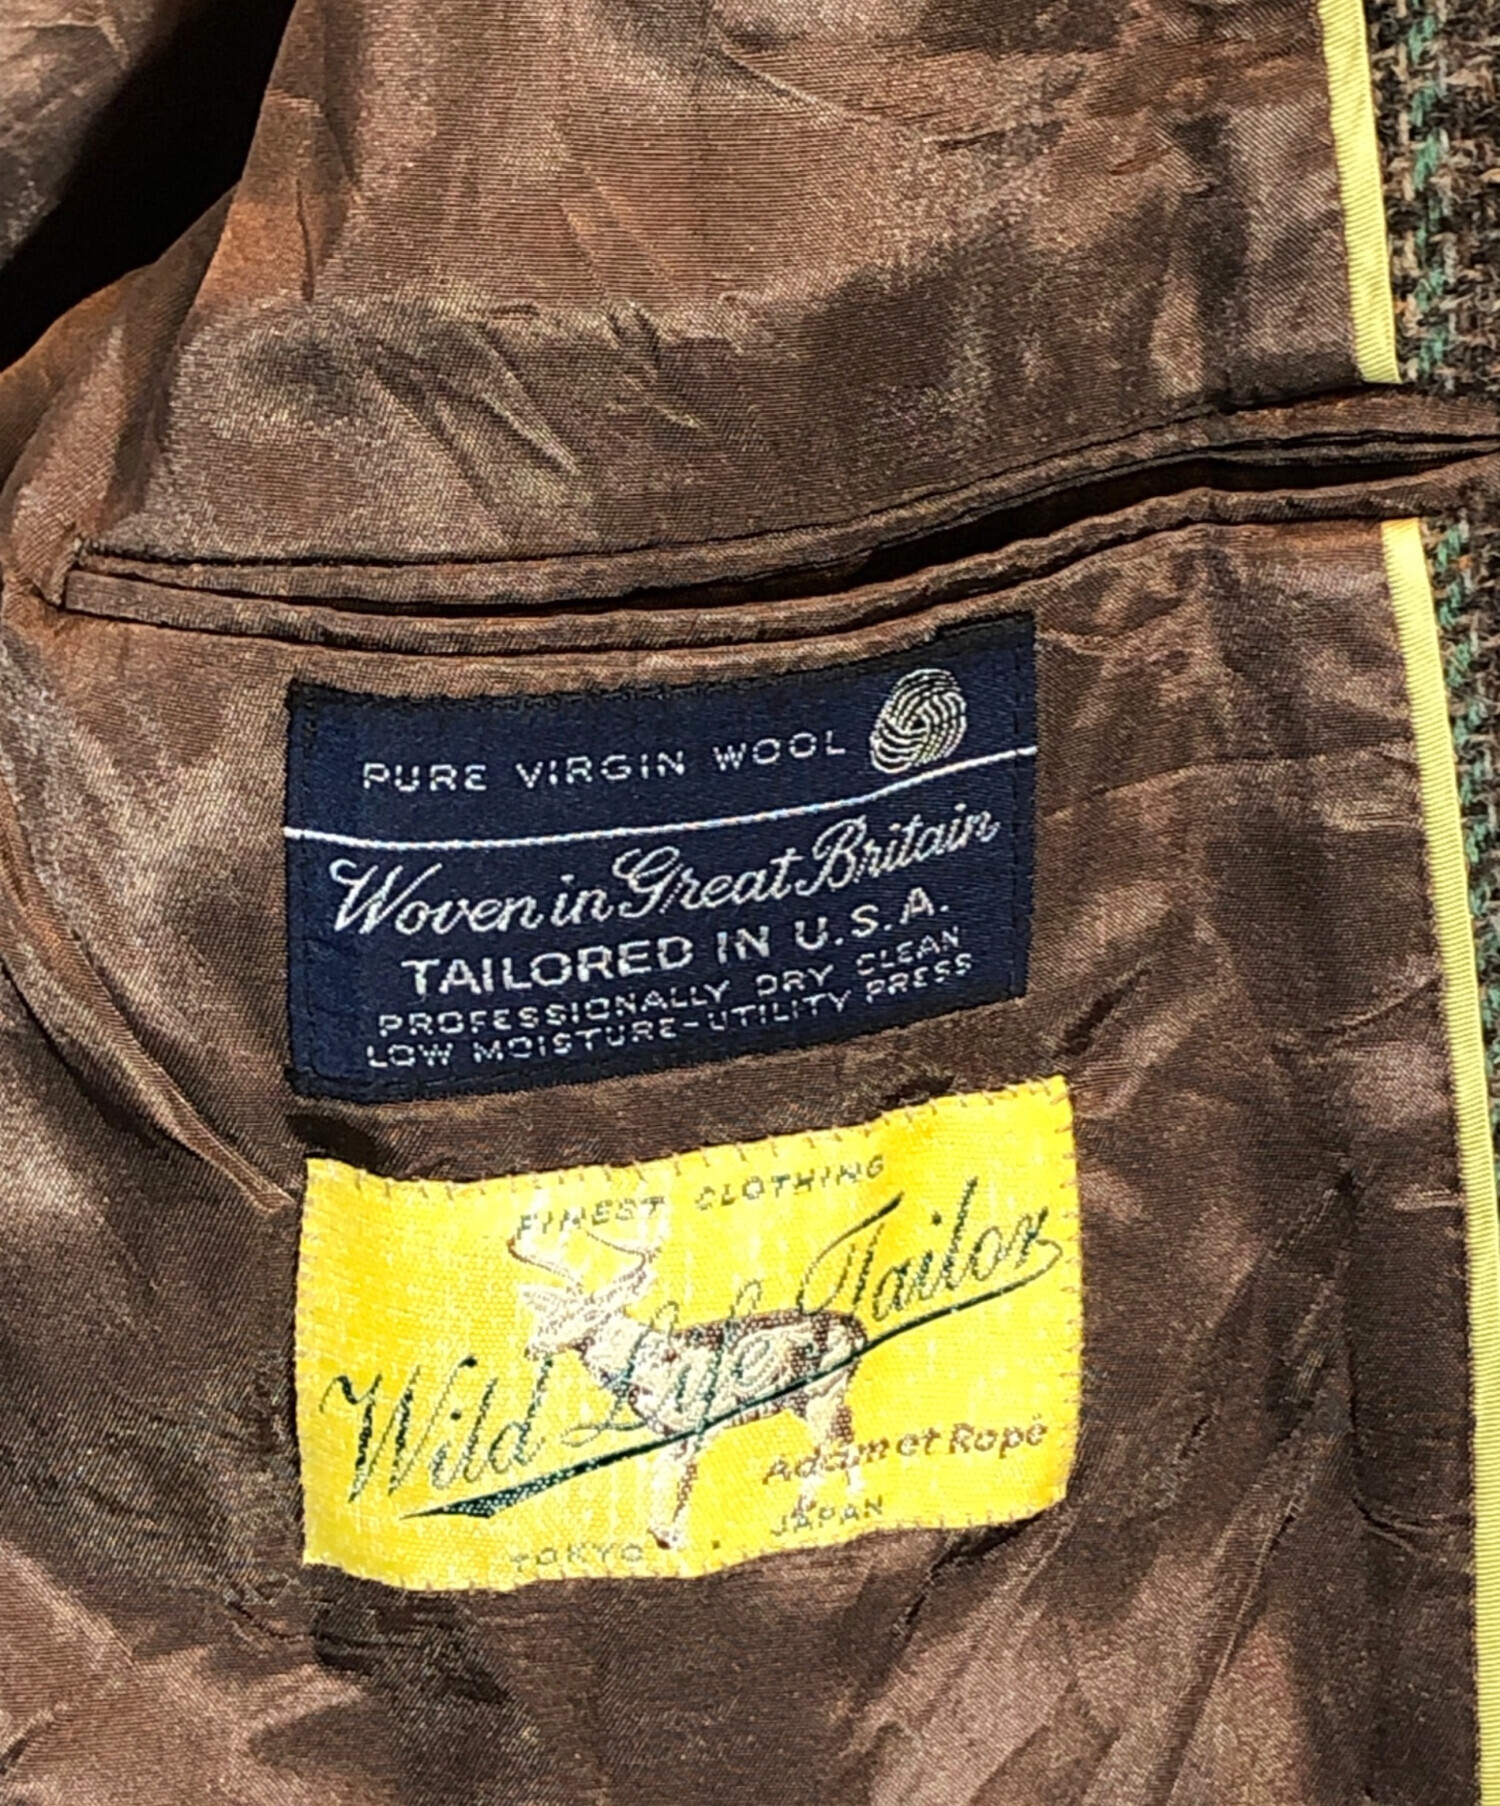 PURE VIRGIN WOOL
Woven in Great Britain
TAILORED IN U.S.A.
PROFESSIONALLY DRY CLEAN
LOW MOISTURE-UTILITY PRESS
FINEST CLOTHING
Wild Life Tailor
Adam et Ropé
TOKYO . JAPAN